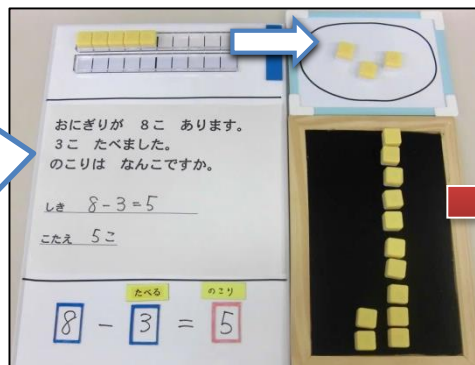 おにぎりが 8こ あります。
3こ たべました。
のこりは なんこですか。
しき 8-3=5
こたえ 5こ
たべる のこり
8 - 3 = 5